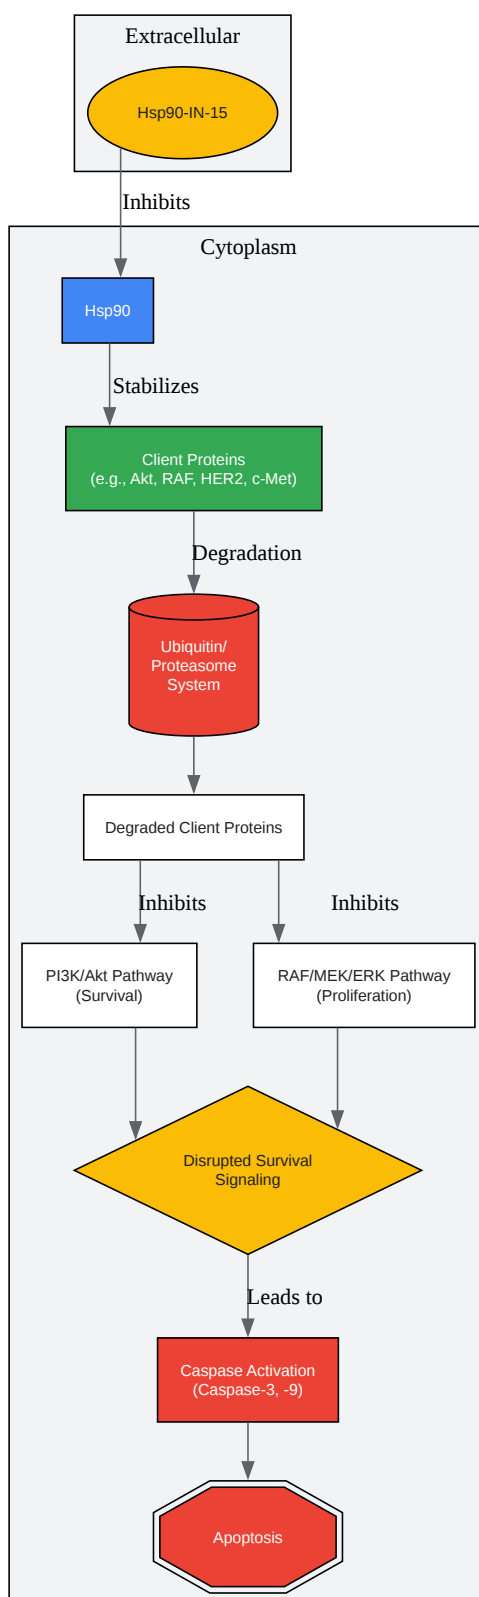 Extracellular
Hsp90-IN-15
Inhibits
Cytoplasm
Hsp90
Stabilizes
Client Proteins
(e.g., Akt, RAF, HER2, c-Met)
Degradation
Ubiquitin/
Proteasome
System
Degraded Client Proteins
Inhibits
Inhibits
PI3K/Akt Pathway
(Survival)
RAF/MEK/ERK Pathway
(Proliferation)
Disrupted Survival
Signaling
Leads to
Caspase Activation
(Caspase-3, -9)
Apoptosis